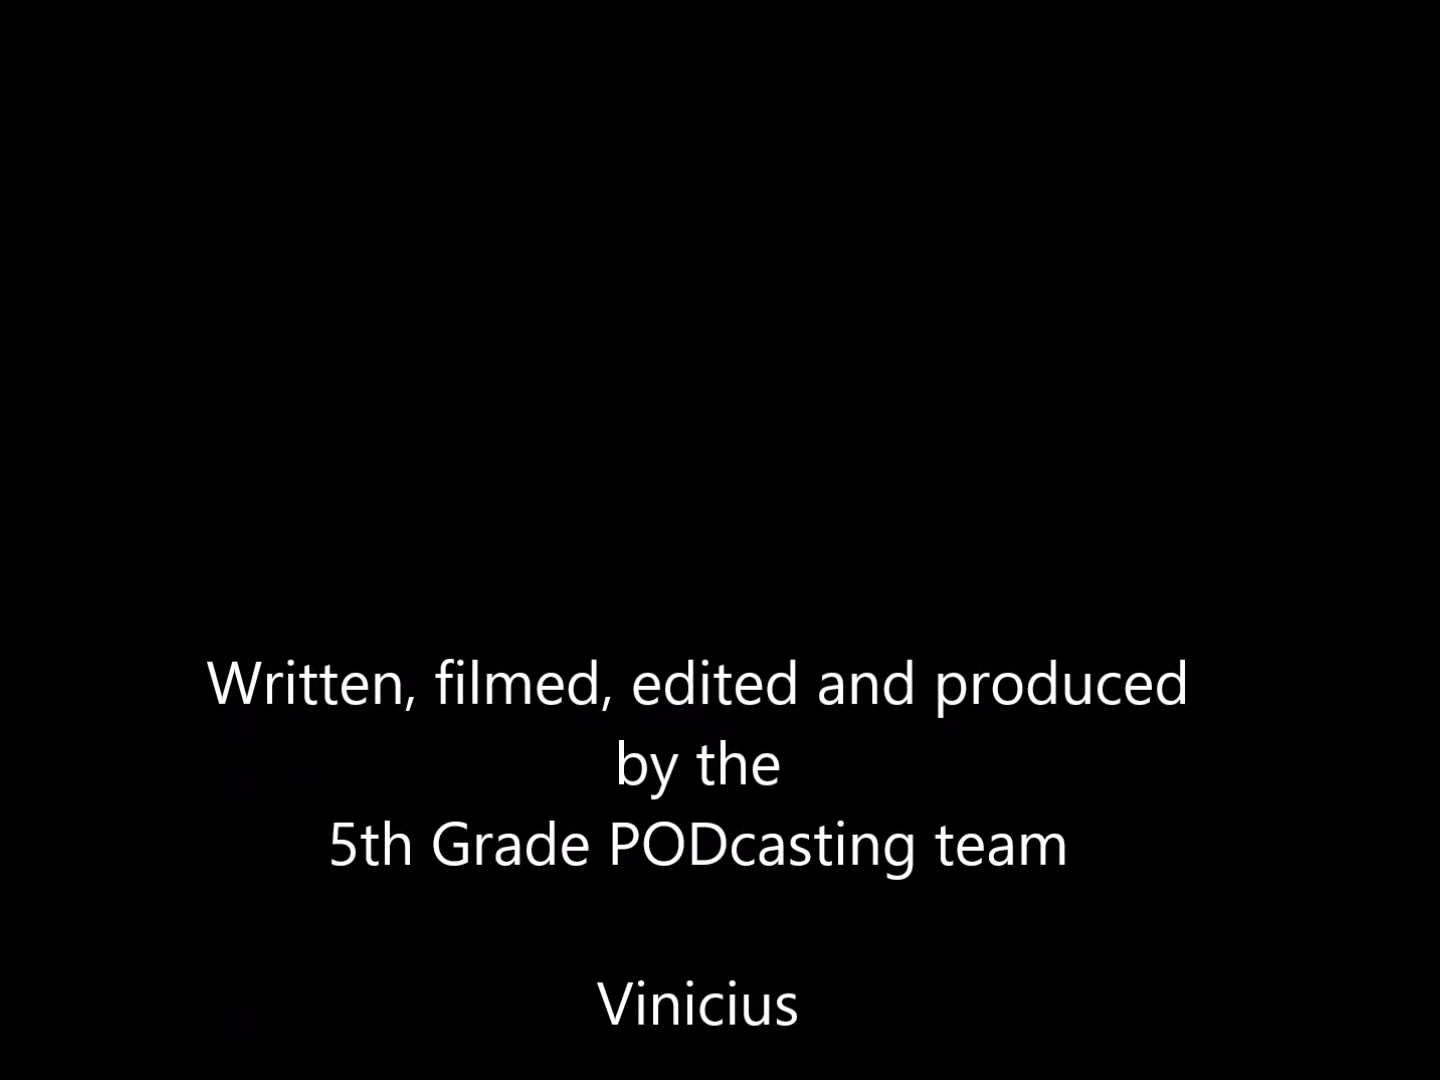 Written, filmed, edited and produced
by the
5th Grade PODcasting team
Vinicius